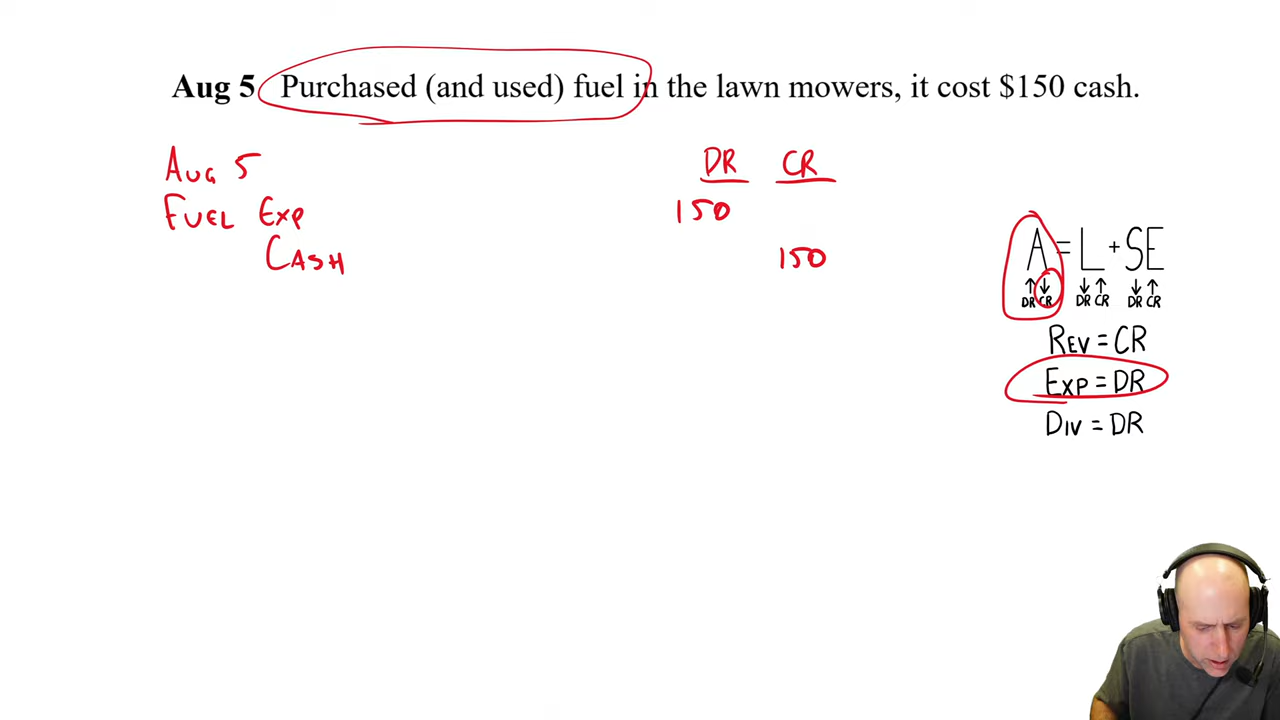 Aug 5 Purchased (and used) fuel in the lawn mowers, it cost $150 cash.
AUG 5 DR CR
FUEL EXP 150
CASH 150
A = L + SE
↑ ↓ ↓ ↑ ↓ ↑
DR CR DR CR DR CR
REV = CR
EXP = DR
DIV = DR